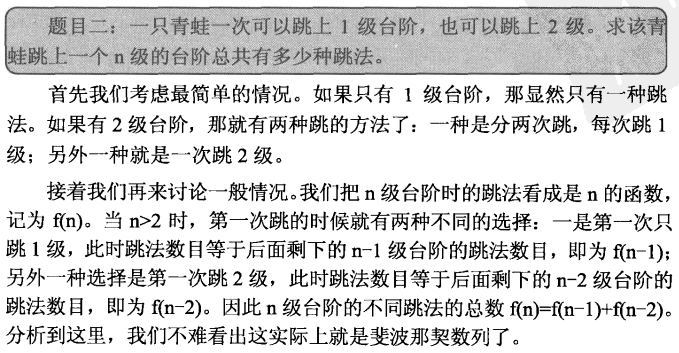 题目二：一只青蛙一次可以跳上 1 级台阶，也可以跳上 2 级。求该青
蛙跳上一个 n 级的台阶总共有多少种跳法。
首先我们考虑最简单的情况。如果只有 1 级台阶，那显然只有一种跳
法。如果有 2 级台阶，那就有两种跳的方法了：一种是分两次跳，每次跳 1
级；另外一种就是一次跳 2 级。
接着我们再来讨论一般情况。我们把 n 级台阶时的跳法看成是 n 的函数，
记为 f(n)。当 n>2 时，第一次跳的时候就有两种不同的选择：一是第一次只
跳 1 级，此时跳法数目等于后面剩下的 n−1 级台阶的跳法数目，即为 f(n−1)；
另外一种选择是第一次跳 2 级，此时跳法数目等于后面剩下的 n−2 级台阶的
跳法数目，即为 f(n−2)。因此 n 级台阶的不同跳法的总数 f(n)=f(n−1)+f(n−2)。
分析到这里，我们不难看出这实际上就是斐波那契数列了。